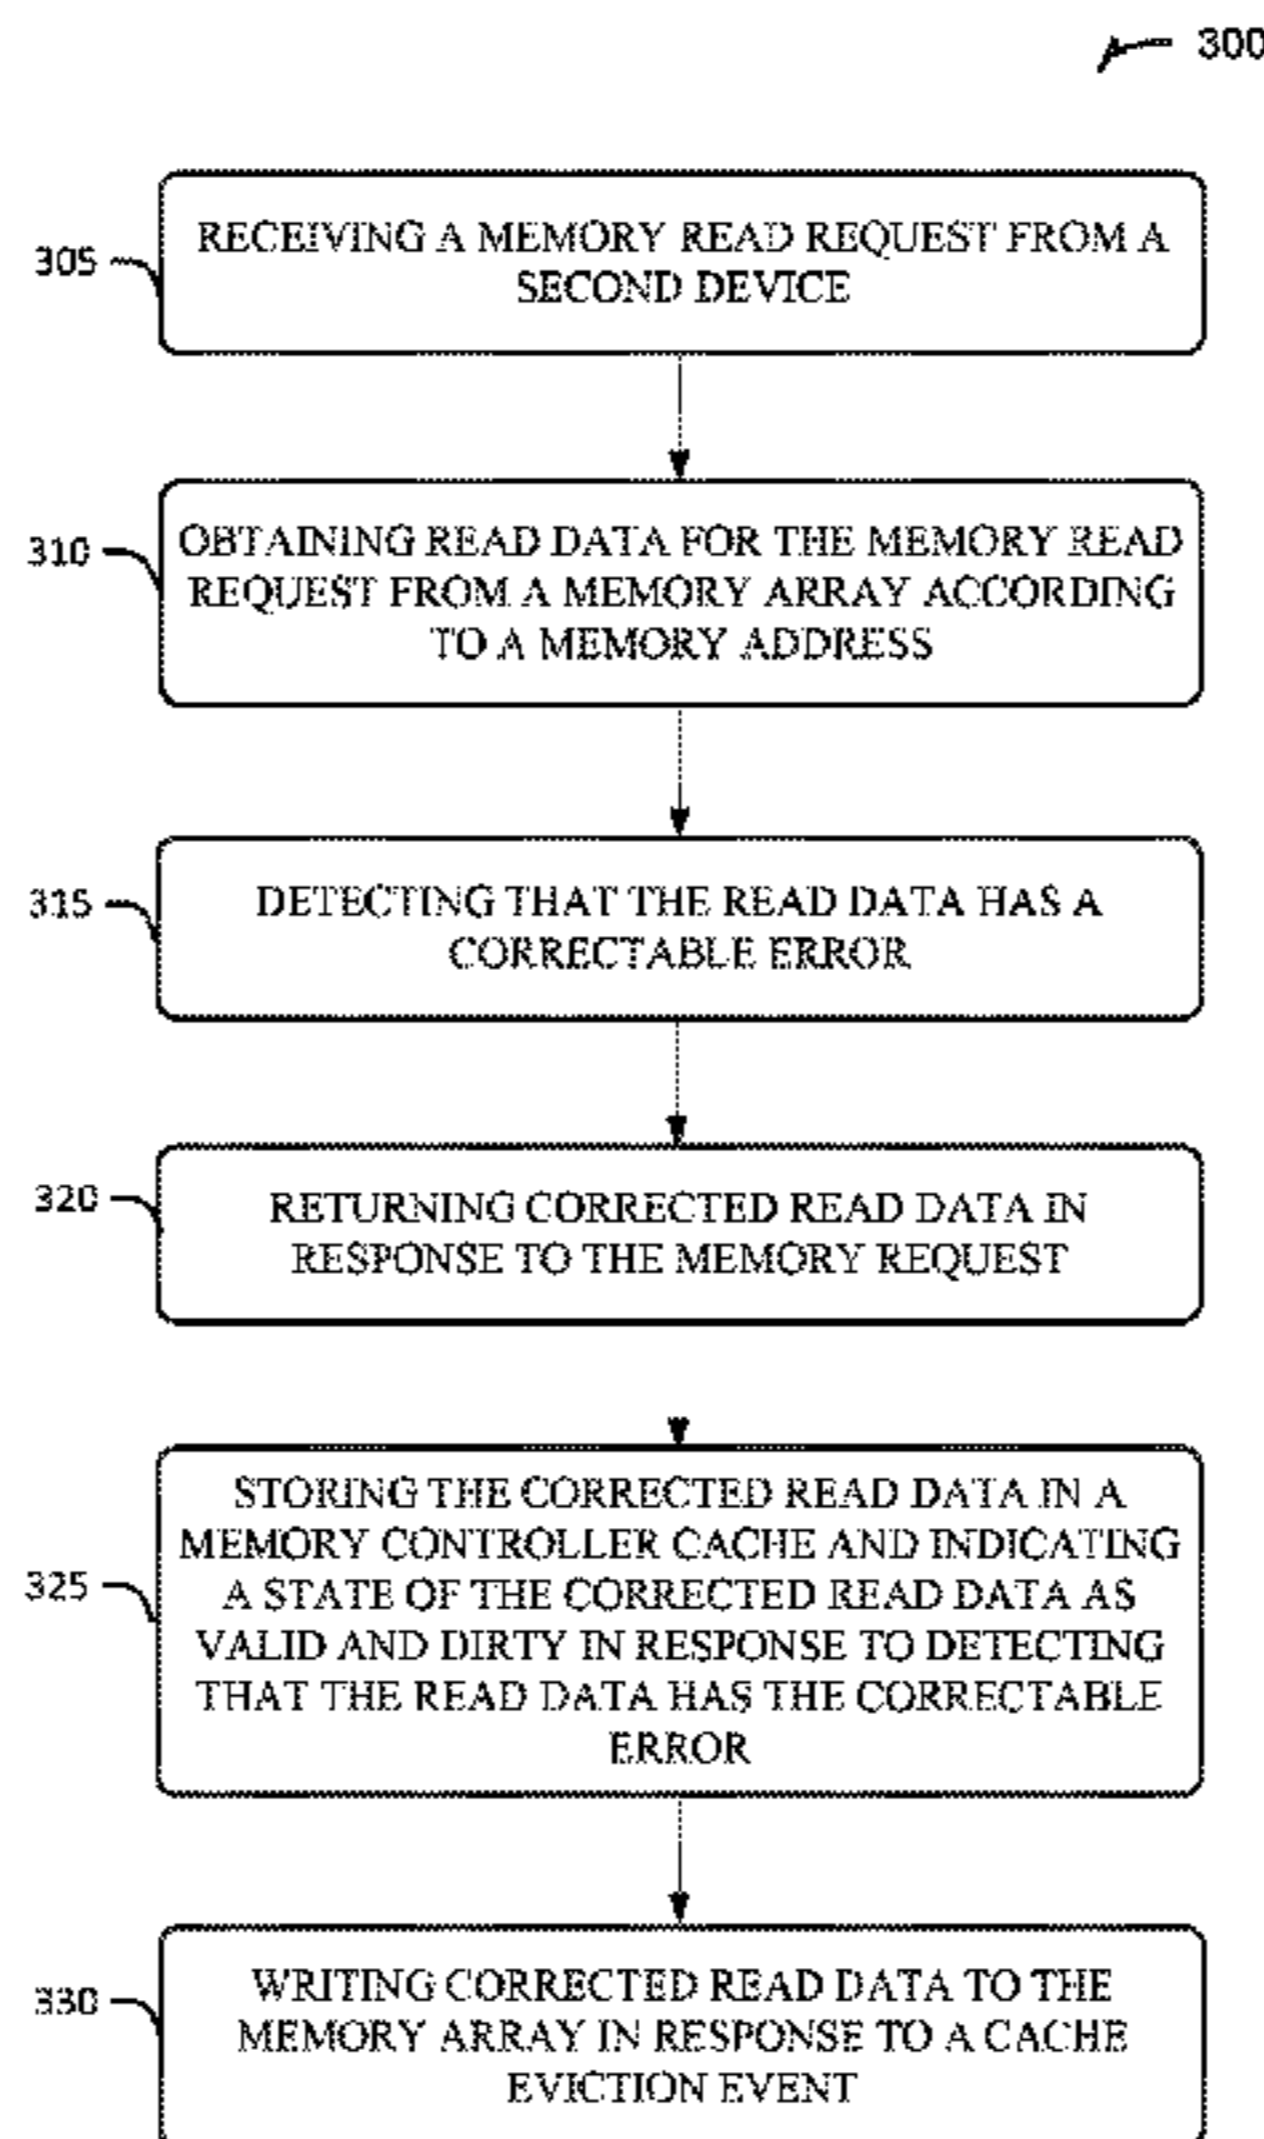 300
305
RECEIVING A MEMORY READ REQUEST FROM A
SECOND DEVICE
310
OBTAINING READ DATA FOR THE MEMORY READ
REQUEST FROM A MEMORY ARRAY ACCORDING
TO A MEMORY ADDRESS
315
DETECTING THAT THE READ DATA HAS A
CORRECTABLE ERROR
320
RETURNING CORRECTED READ DATA IN
RESPONSE TO THE MEMORY REQUEST
325
STORING THE CORRECTED READ DATA IN A
MEMORY CONTROLLER CACHE AND INDICATING
A STATE OF THE CORRECTED READ DATA AS
VALID AND DIRTY IN RESPONSE TO DETECTING
THAT THE READ DATA HAS THE CORRECTABLE
ERROR
330
WRITING CORRECTED READ DATA TO THE
MEMORY ARRAY IN RESPONSE TO A CACHE
EVICTION EVENT